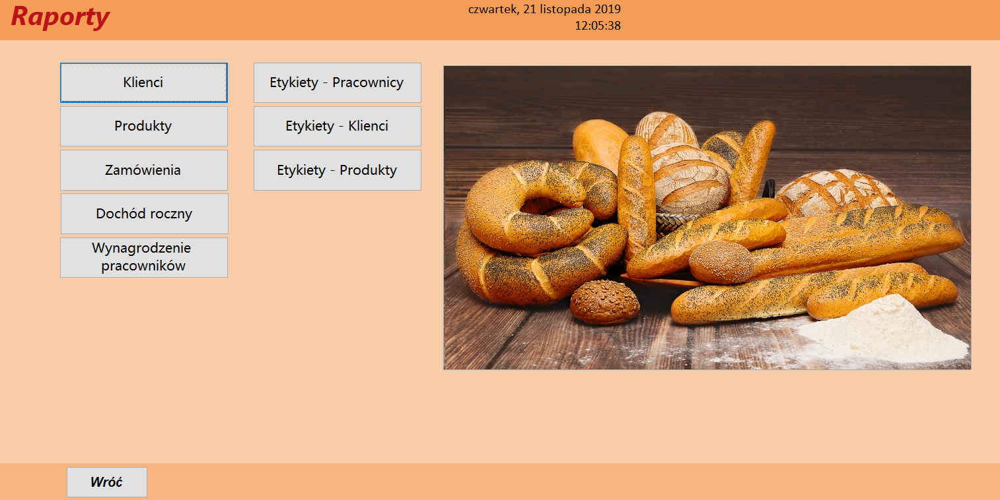 Raporty
czwartek, 21 listopada 2019
12:05:38
Klienci
Produkty
Zamówienia
Dochód roczny
Wynagrodzenie
pracowników
Etykiety - Pracownicy
Etykiety - Klienci
Etykiety - Produkty
Wróć